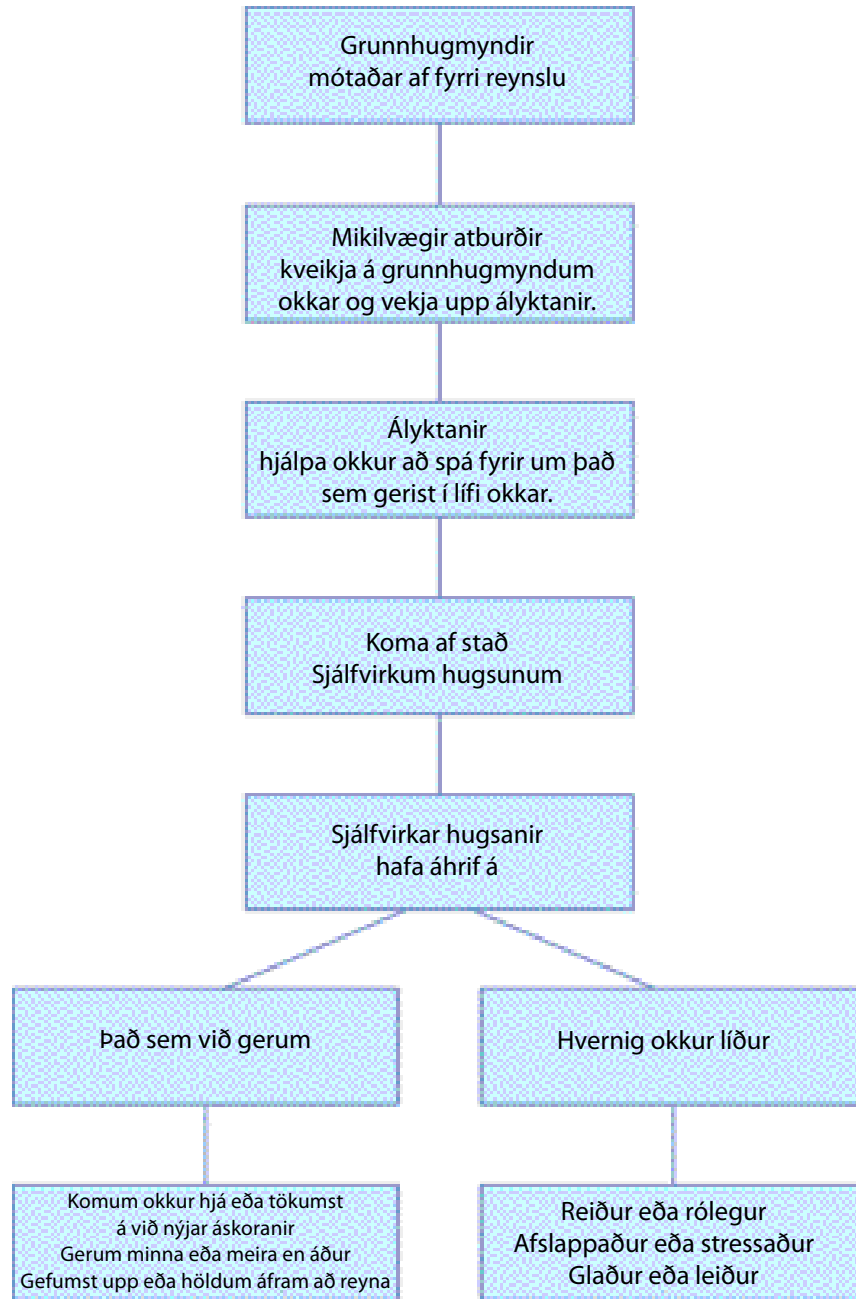 Grunnhugmyndir
mótaðar af fyrri reynslu
Mikilvægir atburðir
kveikja á grunnhugmyndum
okkar og vekja upp ályktanir.
Ályktanir
hjálpa okkur að spá fyrir um það
sem gerist í lífi okkar.
Koma af stað
Sjálfvirkum hugsunum
Sjálfvirkar hugsanir
hafa áhrif á
Það sem við gerum
Hvernig okkur líður
Komum okkur hjá eða tökumst
á við nýjar áskoranir
Gerum minna eða meira en áður
Gefumst upp eða höldum áfram að reyna
Reiður eða rólegur
Afslappaður eða stressaður
Glaður eða leiður